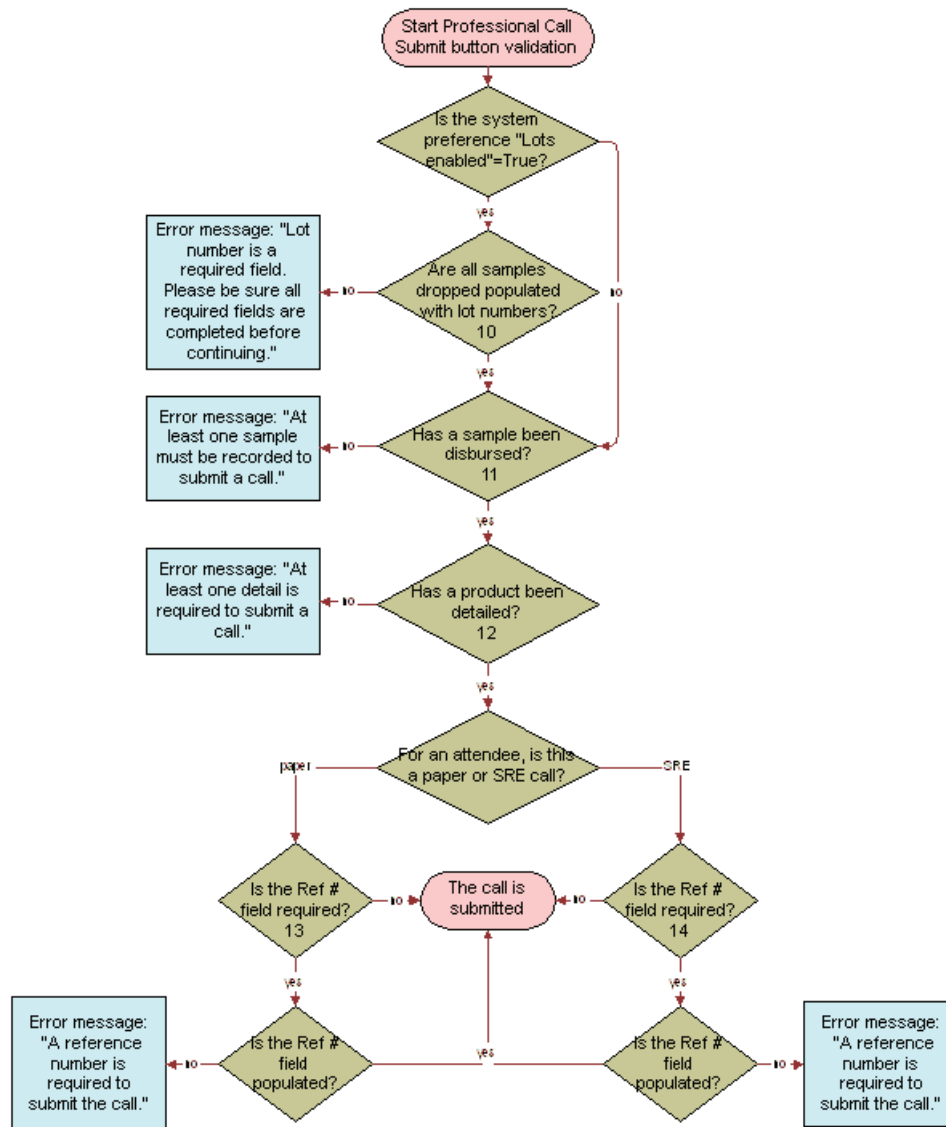 Start Professional Call
Submit button validation
Is the system
preference "Lots
enabled"=True?
yes
no
Error message: "Lot
number is a
required field.
Please be sure all
required fields are
completed before
continuing."
no
Are all samples
dropped populated
with lot numbers?
10
yes
Error message: "At
least one sample
must be recorded to
submit a call."
no
Has a sample been
disbursed?
11
yes
Error message: "At
least one detail is
required to submit a
call."
no
Has a product been
detailed?
12
yes
For an attendee, is this
a paper or SRE call?
paper
SRE
Is the Ref #
field required?
13
no
The call is
submitted
no
Is the Ref #
field required?
14
yes
yes
Error message:
"A reference
number is
required to
submit the call."
no
Is the Ref #
field
populated?
yes
Is the Ref #
field
populated?
no
Error message:
"A reference
number is
required to
submit the call."